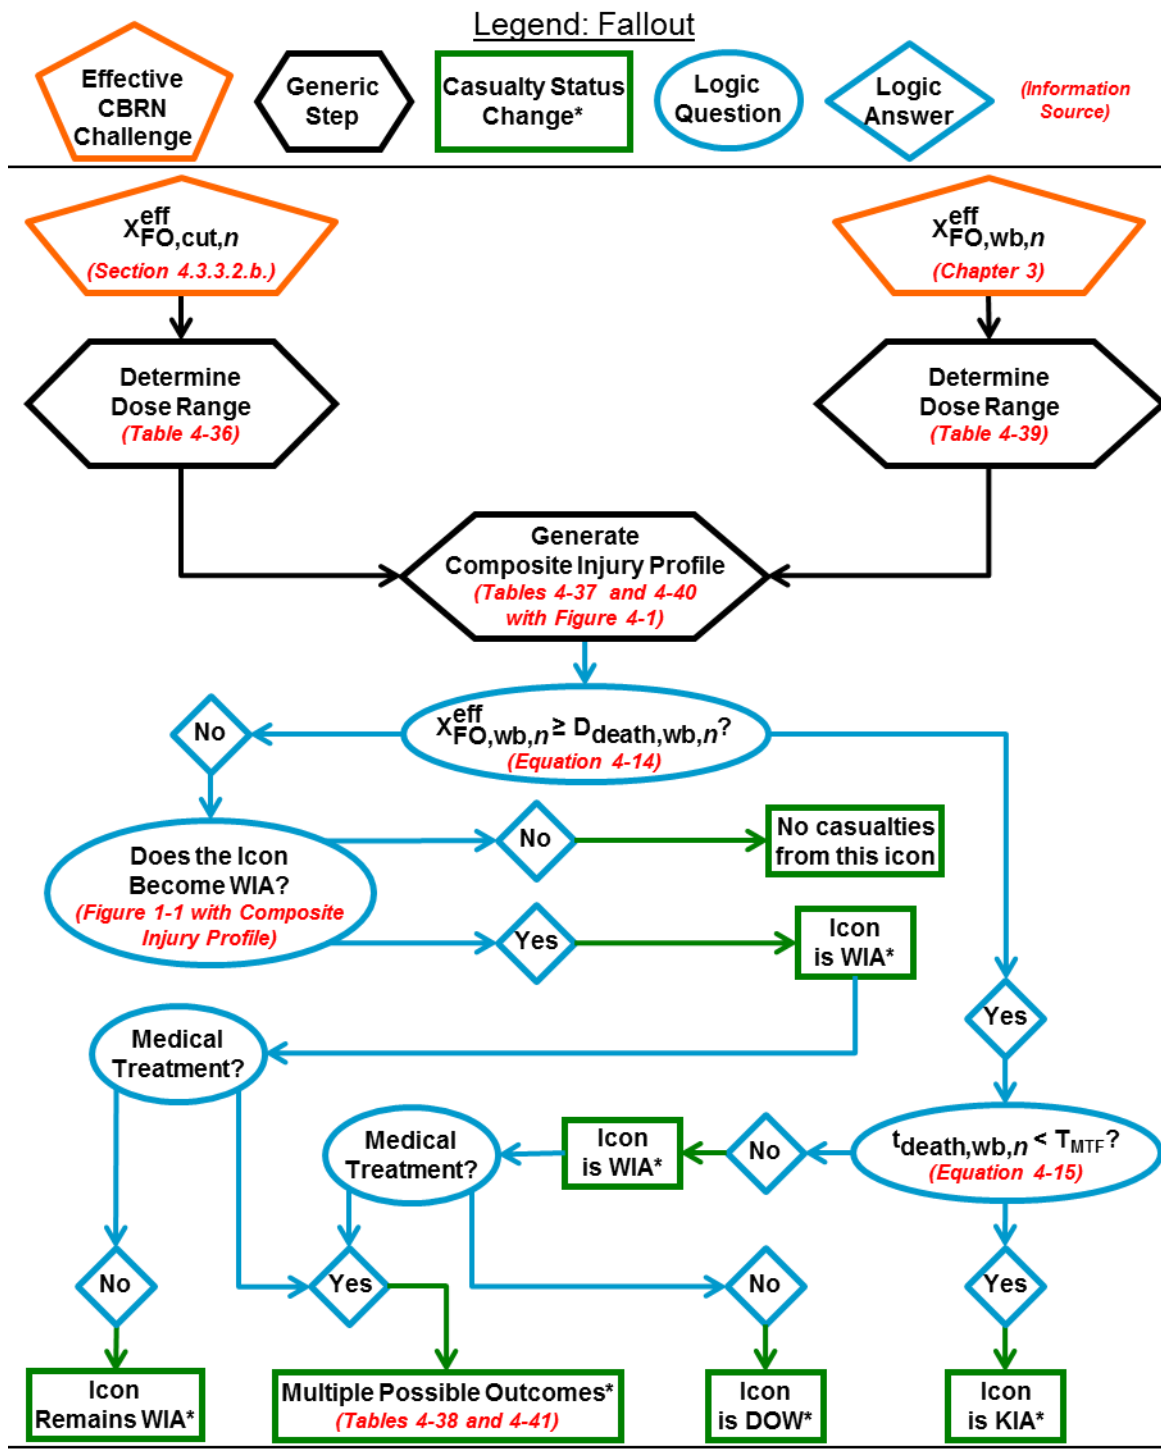 Legend: Fallout
Effective
CBRN
Challenge
Generic
Step
Casualty Status
Change*
Logic
Question
Logic
Answer
(Information
Source)
X^eff_FO,cut,n
(Section 4.3.3.2.b.)
X^eff_FO,wb,n
(Chapter 3)
Determine
Dose Range
(Table 4-36)
Determine
Dose Range
(Table 4-39)
Generate
Composite Injury Profile
(Tables 4-37 and 4-40
with Figure 4-1)
X^eff_FO,wb,n ≥ D_death,wb,n?
(Equation 4-14)
No
Does the Icon
Become WIA?
(Figure 1-1 with Composite
Injury Profile)
No
No casualties
from this icon
Yes
Icon
is WIA*
Yes
Medical
Treatment?
t_death,wb,n < T_MTF?
(Equation 4-15)
No
Icon
is WIA*
Medical
Treatment?
No
Yes
No
Yes
Icon
Remains WIA*
Multiple Possible Outcomes*
(Tables 4-38 and 4-41)
Icon
is DOW*
Icon
is KIA*